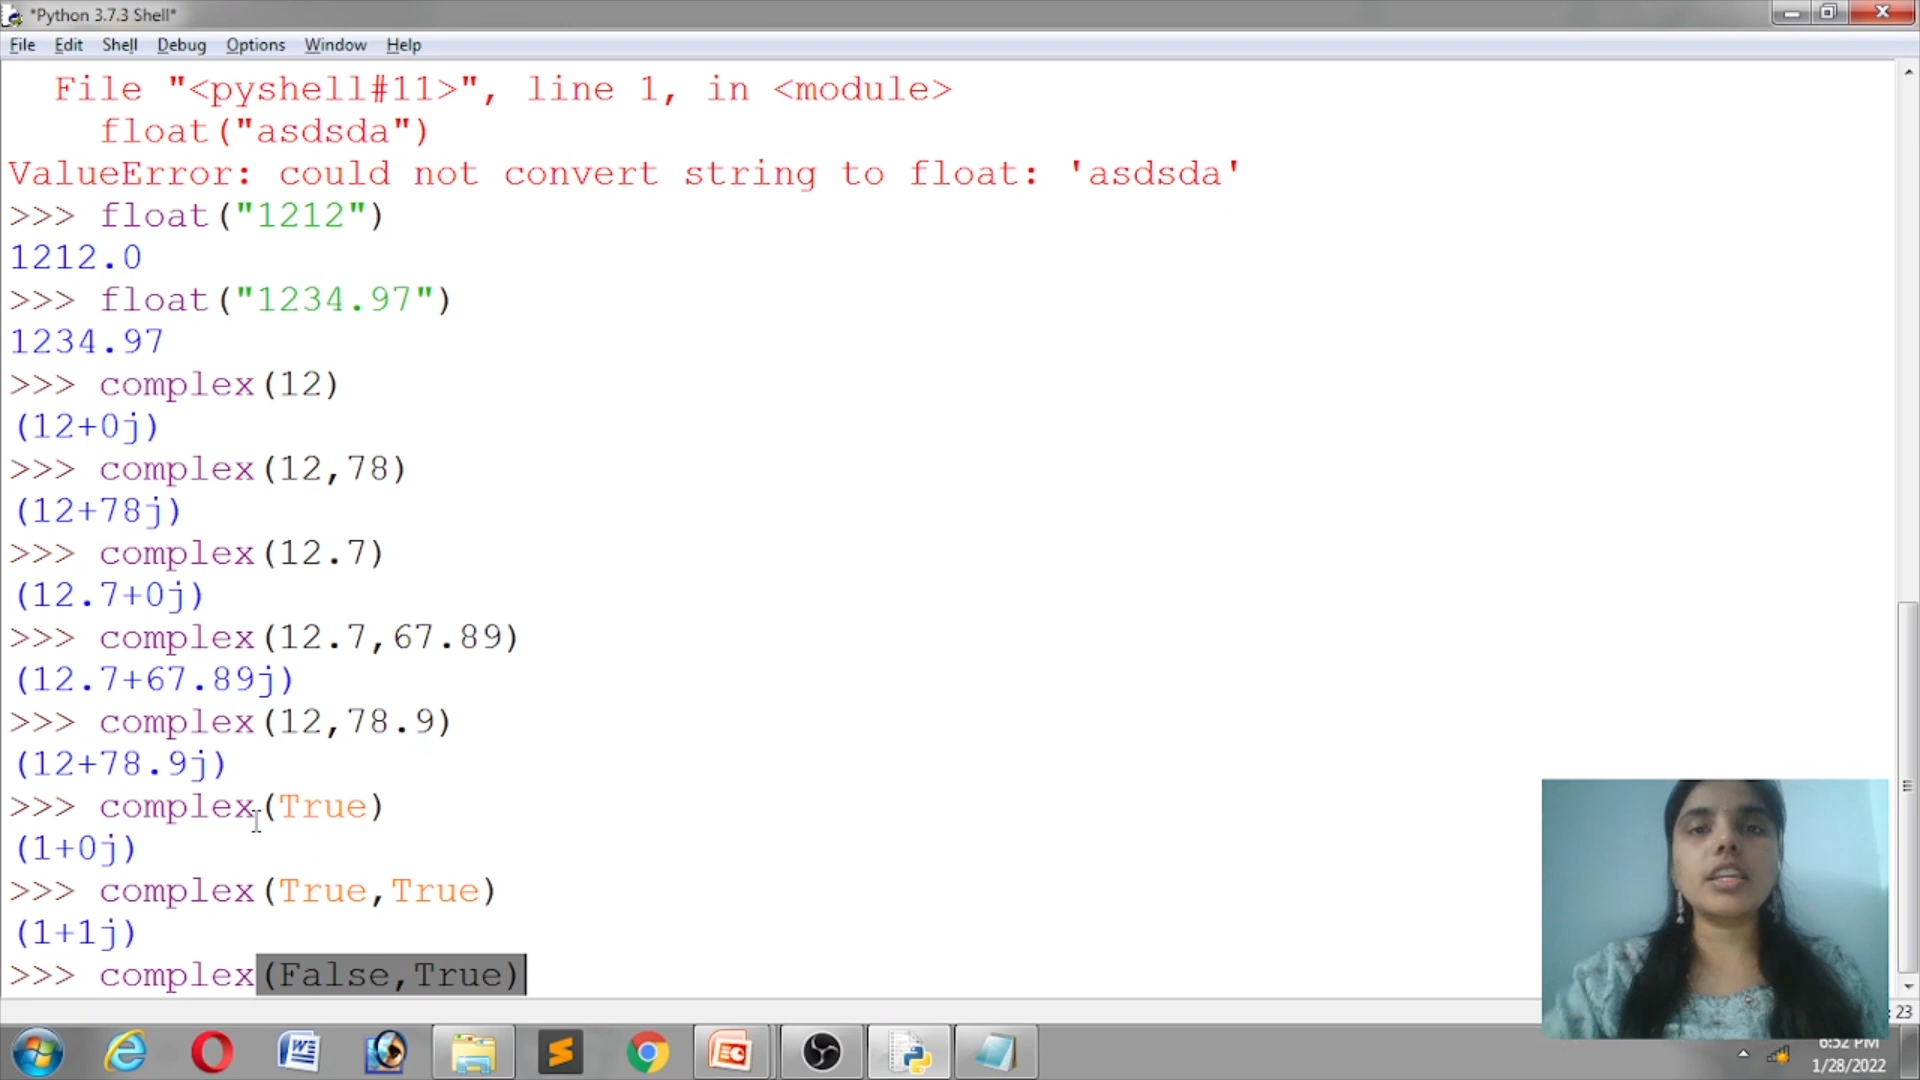 *Python 3.7.3 Shell*
File Edit Shell Debug Options Window Help
File "<pyshell#11>", line 1, in <module>
float("asdsda")
ValueError: could not convert string to float: 'asdsda'
>>> float("1212")
1212.0
>>> float("1234.97")
1234.97
>>> complex(12)
(12+0j)
>>> complex(12,78)
(12+78j)
>>> complex(12.7)
(12.7+0j)
>>> complex(12.7,67.89)
(12.7+67.89j)
>>> complex(12,78.9)
(12+78.9j)
>>> complex(True)
(1+0j)
>>> complex(True,True)
(1+1j)
>>> complex(False,True)
: 23
6:52 PM
1/28/2022